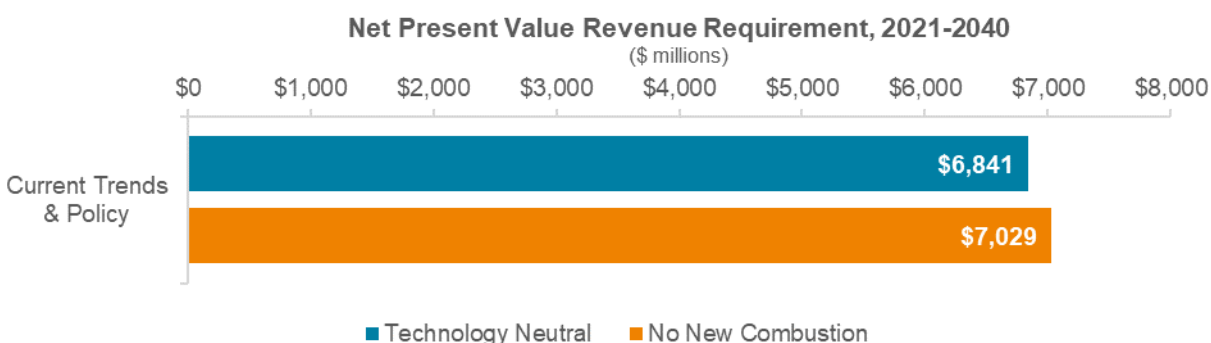 Net Present Value Revenue Requirement, 2021-2040
($ millions)
$0 $1,000 $2,000 $3,000 $4,000 $5,000 $6,000 $7,000 $8,000
Current Trends
& Policy
$6,841
$7,029
Technology Neutral No New Combustion